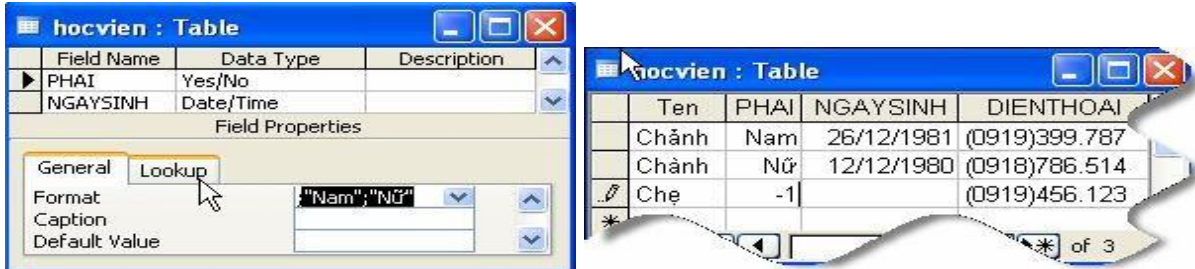 hocvien : Table
Field Name Data Type Description
PHAI Yes/No
NGAYSINH Date/Time
Field Properties
General Lookup
Format ;"Nam";"Nữ"
Caption
Default Value
hocvien : Table
Ten PHAI NGAYSINH DIENTHOAI
Chảnh Nam 26/12/1981 (0919)399.787
Chành Nữ 12/12/1980 (0918)786.514
Chẹ -1 (0919)456.123
of 3